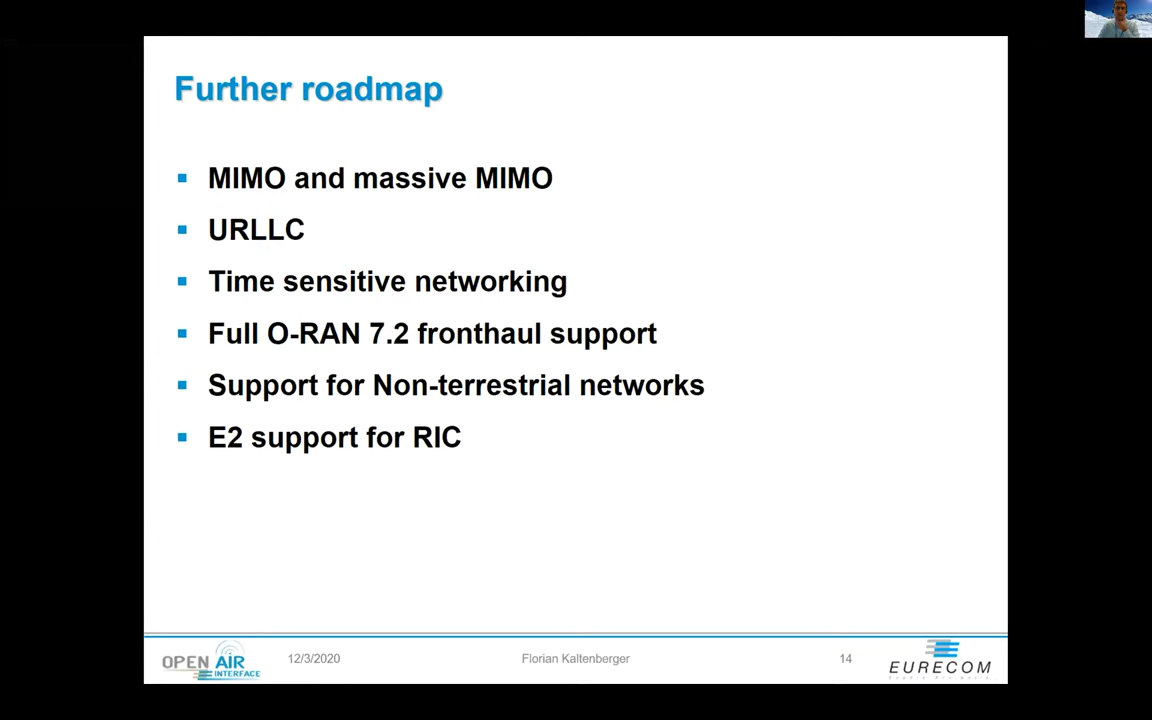 Further roadmap
MIMO and massive MIMO
URLLC
Time sensitive networking
Full O-RAN 7.2 fronthaul support
Support for Non-terrestrial networks
E2 support for RIC
OPEN AIR
INTERFACE
12/3/2020
Florian Kaltenberger
14
EURECOM